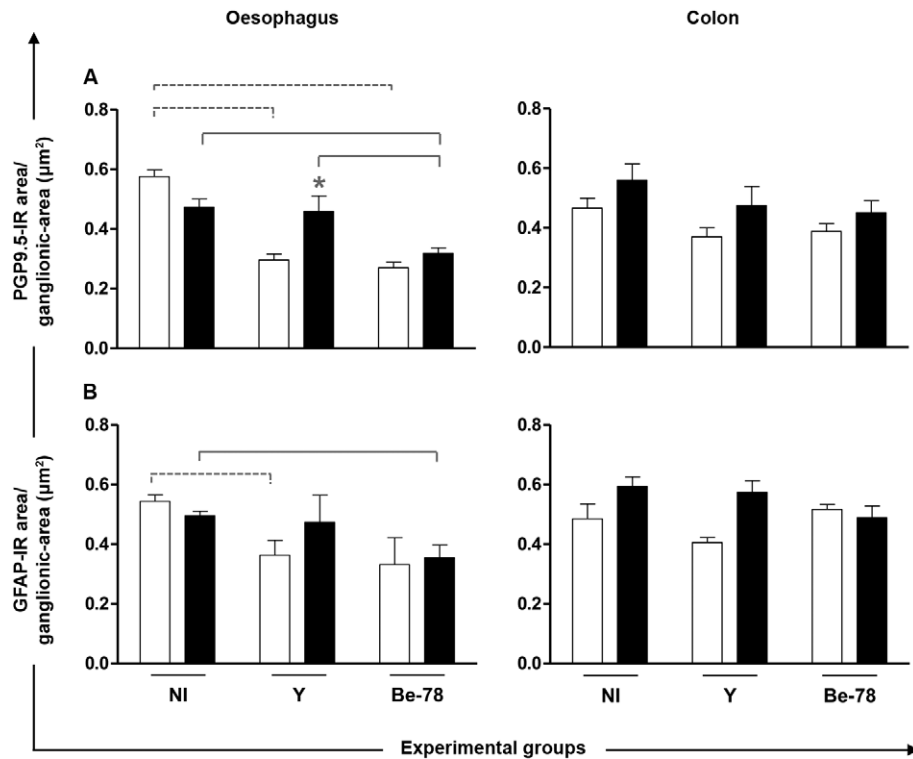 Oesophagus
Colon
A
PGP9.5-IR area/
ganglionic-area (µm²)
0.8
0.6
0.4
0.2
0.0
*
0.8
0.6
0.4
0.2
0.0
B
GFAP-IR area/
ganglionic-area (µm²)
0.8
0.6
0.4
0.2
0.0
NI
Y
Be-78
0.8
0.6
0.4
0.2
0.0
NI
Y
Be-78
Experimental groups